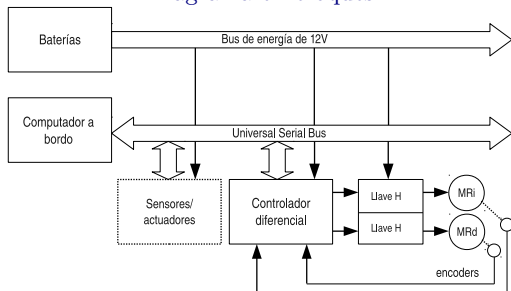 Baterías
Bus de energía de 12V
Computador a
bordo
Universal Serial Bus
Sensores/
actuadores
Controlador
diferencial
Llave H
Llave H
MRi
MRd
encoders